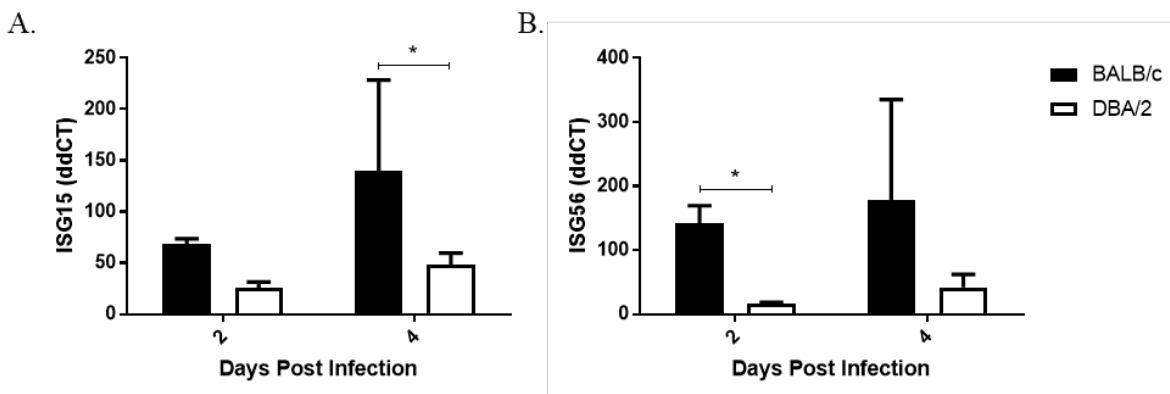 A.
ISG15 (ddCT)
250
200
150
100
50
0
*
2
4
Days Post Infection
B.
ISG56 (ddCT)
400
300
200
100
0
*
2
4
Days Post Infection
BALB/c
DBA/2